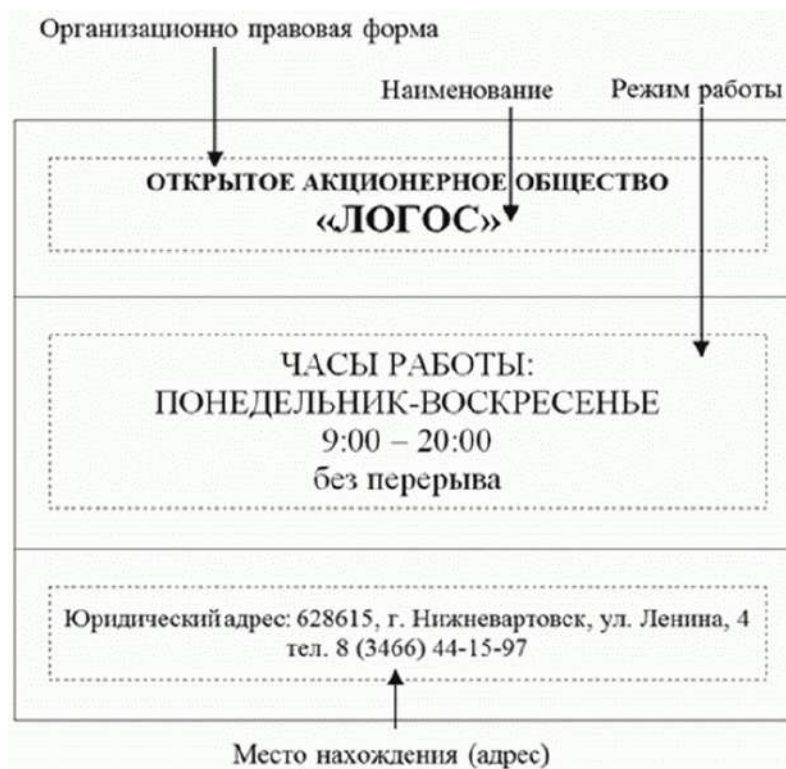 Организационно правовая форма
Наименование
Режим работы
ОТКРЫТОЕ АКЦИОНЕРНОЕ ОБЩЕСТВО
«ЛОГОС»
ЧАСЫ РАБОТЫ:
ПОНЕДЕЛЬНИК-ВОСКРЕСЕНЬЕ
9:00 – 20:00
без перерыва
Юридический адрес: 628615, г. Нижневартовск, ул. Ленина, 4
тел. 8 (3466) 44-15-97
Место нахождения (адрес)